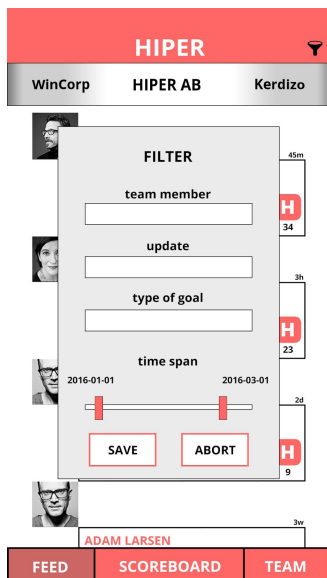 HIPER
WinCorp HIPER AB Kerdizo
FILTER
45m
team member
H
34
update
3h
type of goal
H
23
time span
2016-01-01 2016-03-01
2d
SAVE ABORT
H
9
3w
ADAM LARSEN
FEED SCOREBOARD TEAM